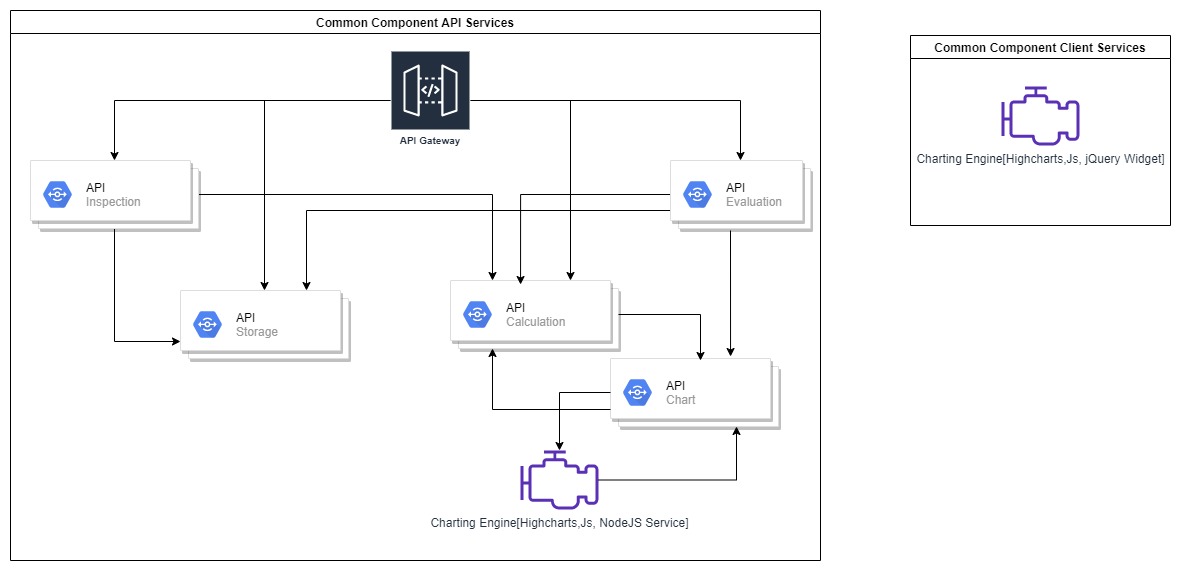 Common Component API Services
Common Component Client Services
</>
API Gateway
Charting Engine[Highcharts,Js, jQuery Widget]
API
Inspection
API
Evaluation
API
Storage
API
Calculation
API
Chart
Charting Engine[Highcharts,Js, NodeJS Service]